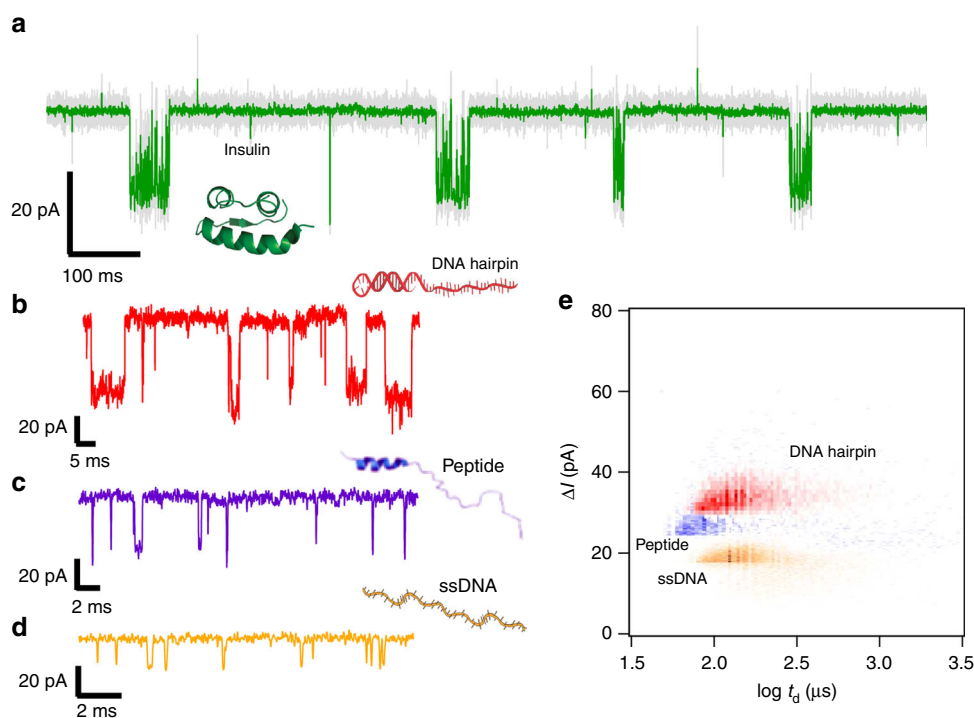 a
Insulin
20 pA
100 ms
DNA hairpin
b
20 pA
5 ms
Peptide
c
20 pA
2 ms
ssDNA
d
20 pA
2 ms
e
80
60
40
20
0
ΔI (pA)
DNA hairpin
Peptide
ssDNA
1.5 2.0 2.5 3.0 3.5
log td (μs)